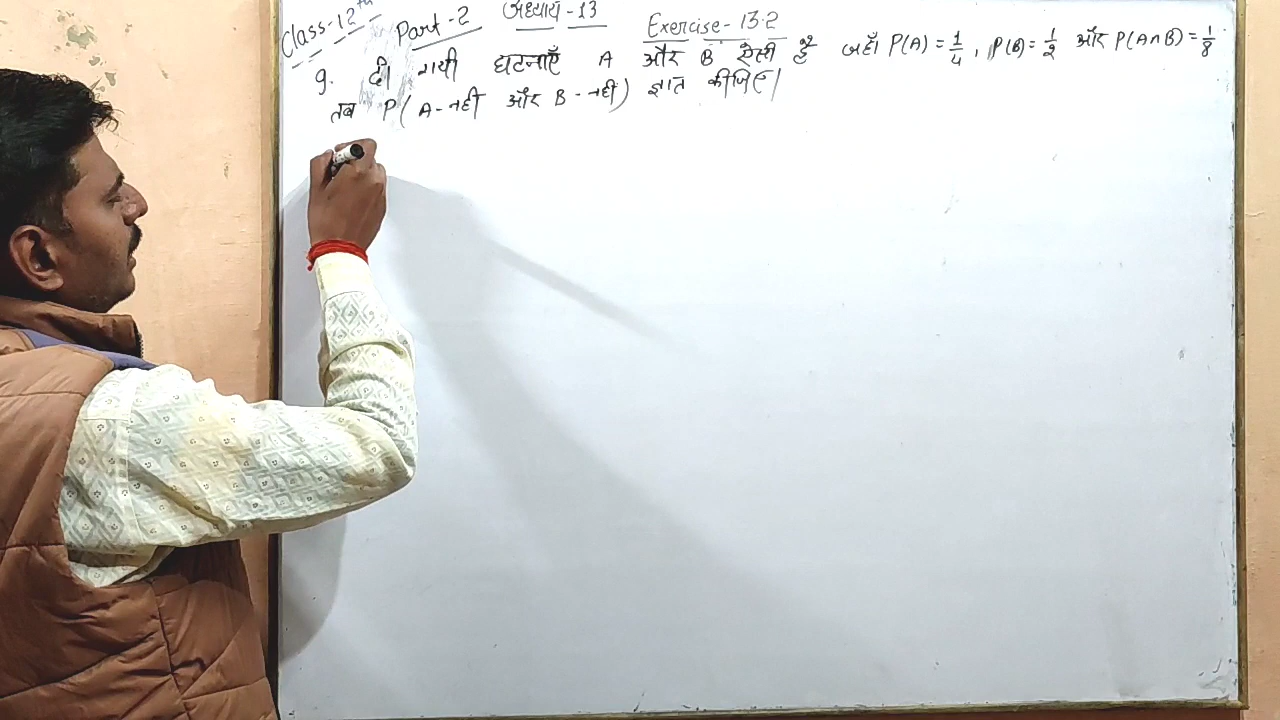 Class-12th Part-2 अध्याय-13 Exercise-13.2
9. दी गयी घटनाएँ A और B ऐसी हैं जहाँ P(A) = 1/4, P(B) = 1/2 और P(A∩B) = 1/8
तब P(A-नहीं और B-नहीं) ज्ञात कीजिए।